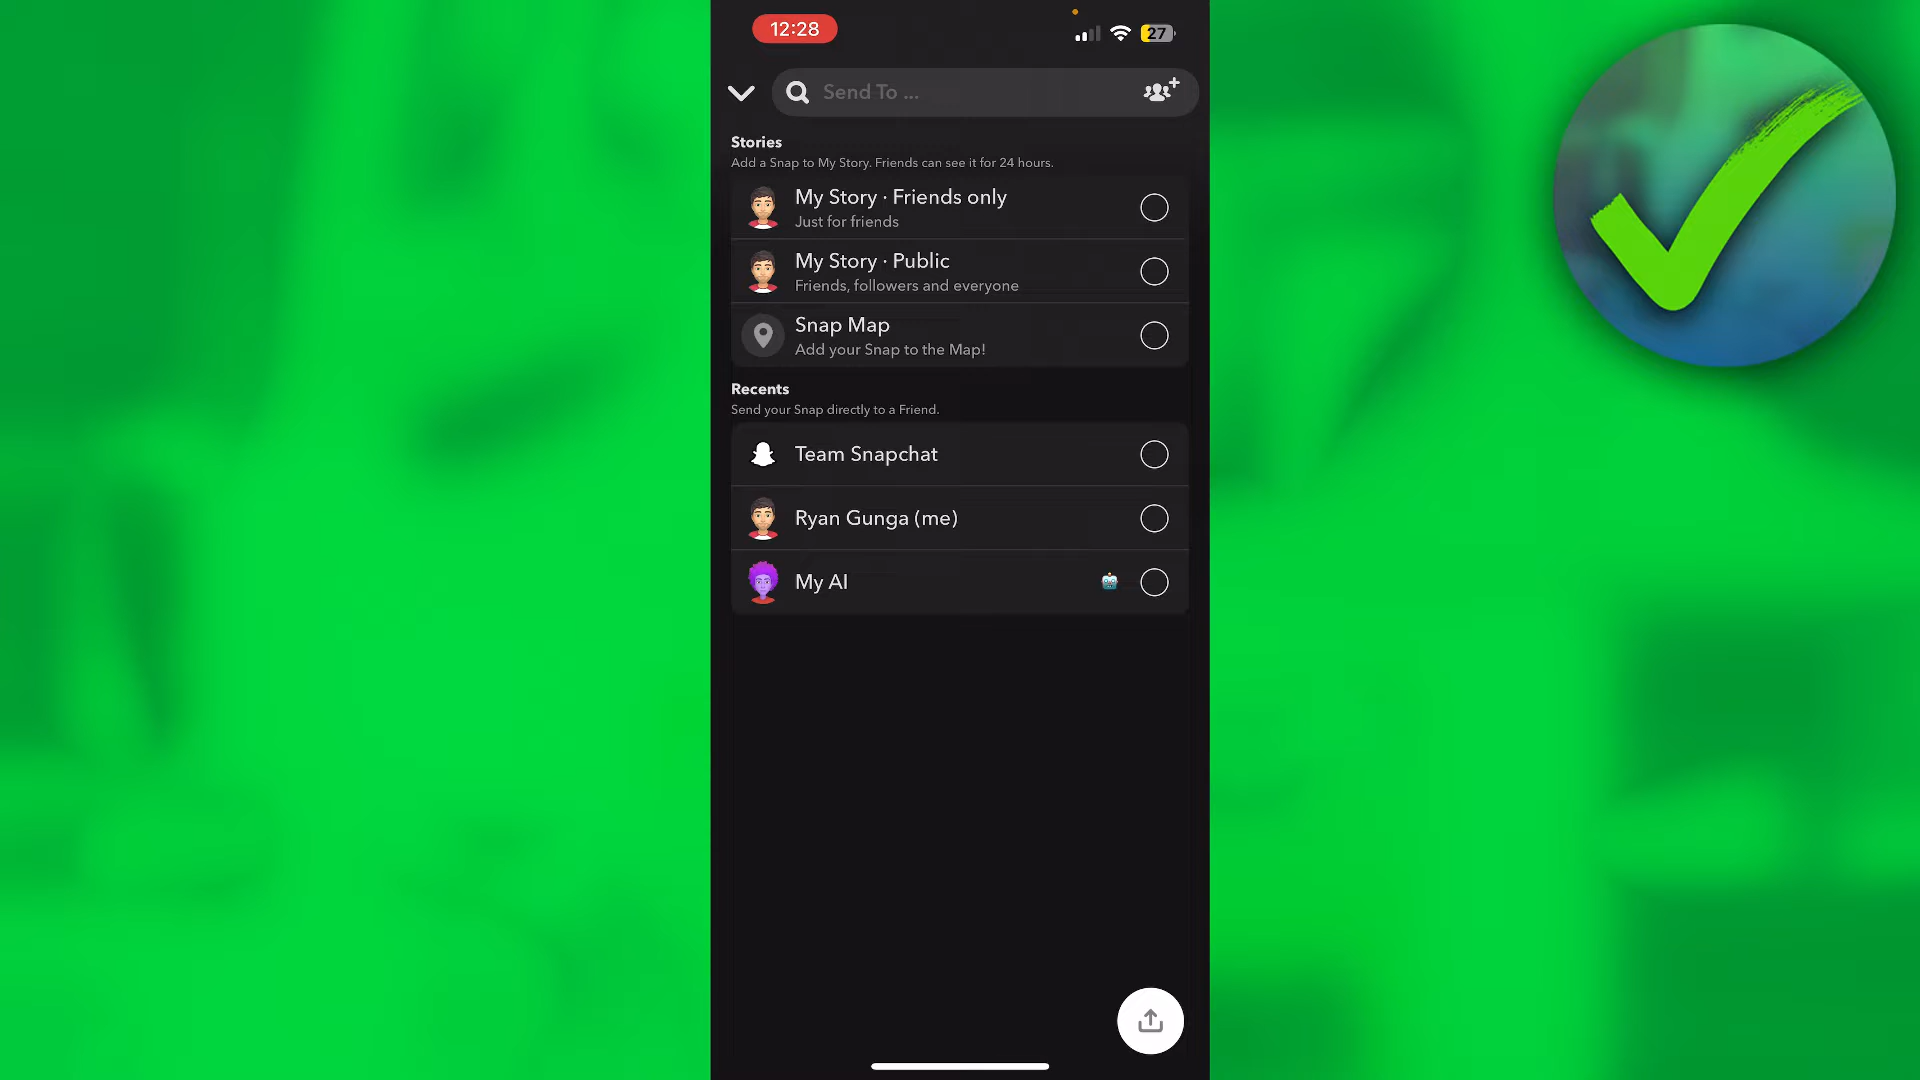 12:28
27
Send To ...
Stories
Add a Snap to My Story. Friends can see it for 24 hours.
My Story · Friends only
Just for friends
My Story · Public
Friends, followers and everyone
Snap Map
Add your Snap to the Map!
Recents
Send your Snap directly to a Friend.
Team Snapchat
Ryan Gunga (me)
My AI